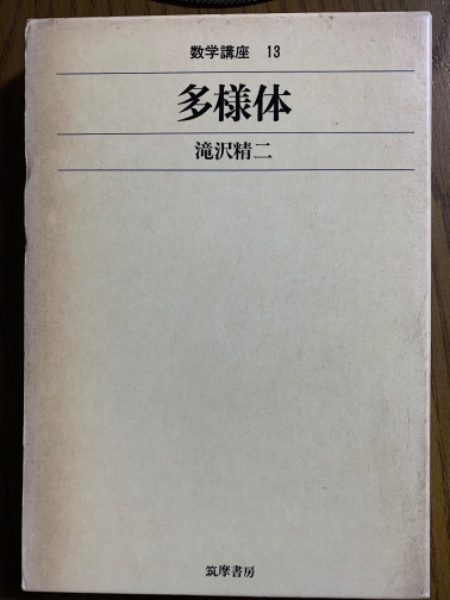 数学講座 13
多様体
滝沢精二
筑摩書房